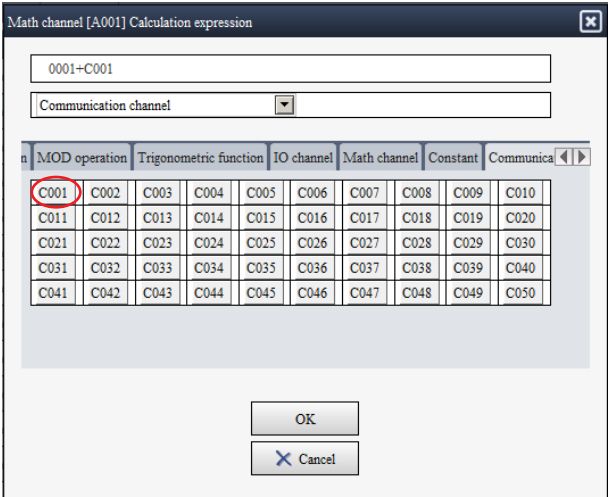 Math channel [A001] Calculation expression
0001+C001
Communication channel
n MOD operation Trigonometric function IO channel Math channel Constant Communica
C001 C002 C003 C004 C005 C006 C007 C008 C009 C010
C011 C012 C013 C014 C015 C016 C017 C018 C019 C020
C021 C022 C023 C024 C025 C026 C027 C028 C029 C030
C031 C032 C033 C034 C035 C036 C037 C038 C039 C040
C041 C042 C043 C044 C045 C046 C047 C048 C049 C050
OK
Cancel